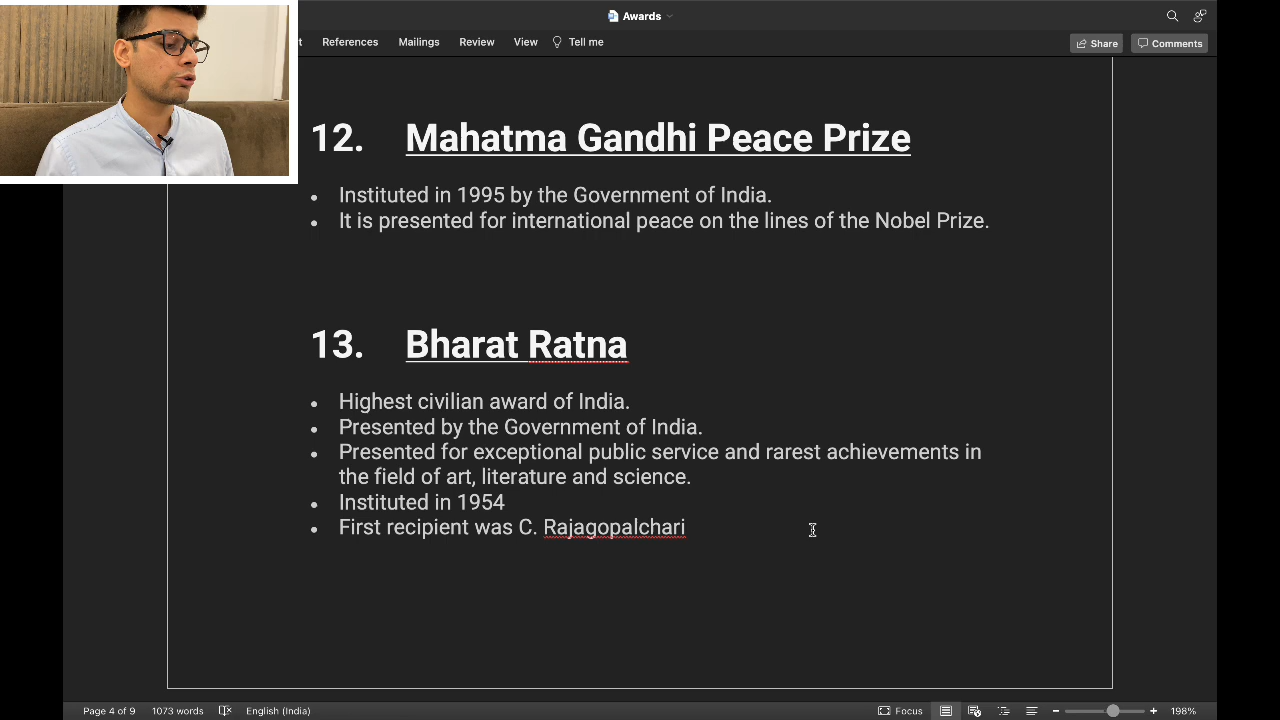 Awards
t References Mailings Review View Tell me Share Comments
12. Mahatma Gandhi Peace Prize
• Instituted in 1995 by the Government of India.
• It is presented for international peace on the lines of the Nobel Prize.
13. Bharat Ratna
• Highest civilian award of India.
• Presented by the Government of India.
• Presented for exceptional public service and rarest achievements in
the field of art, literature and science.
• Instituted in 1954
• First recipient was C. Rajagopalchari
Page 4 of 9 1073 words English (India) Focus 198%